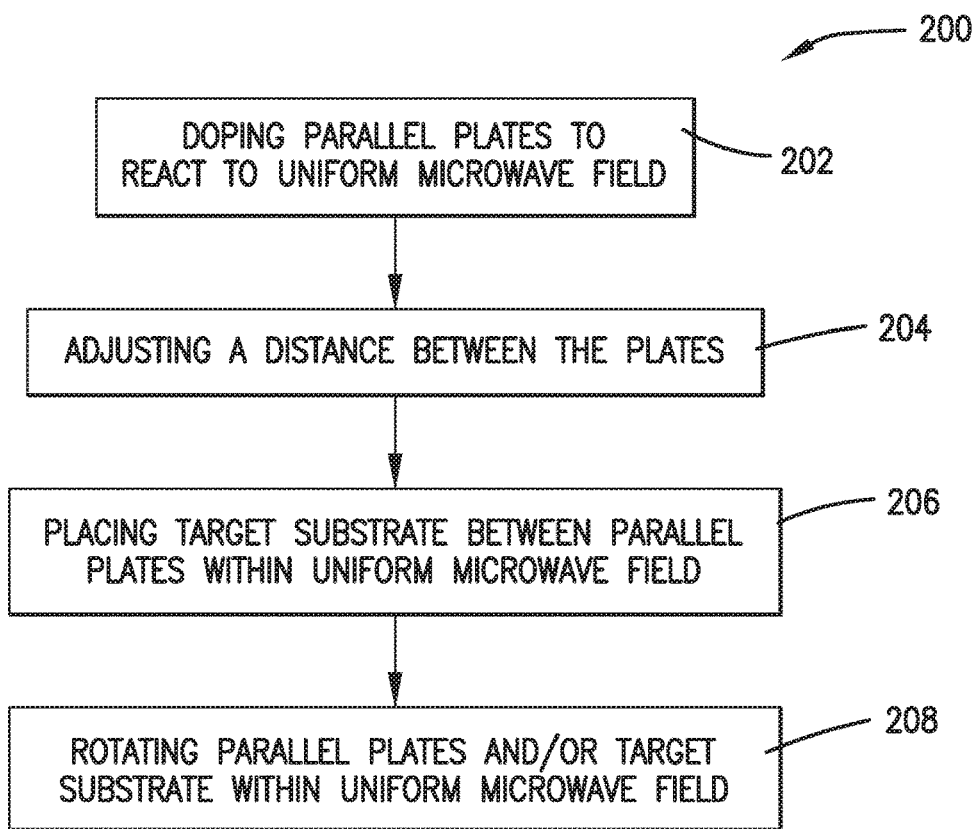 200
DOPING PARALLEL PLATES TO
REACT TO UNIFORM MICROWAVE FIELD
202
ADJUSTING A DISTANCE BETWEEN THE PLATES
204
PLACING TARGET SUBSTRATE BETWEEN PARALLEL
PLATES WITHIN UNIFORM MICROWAVE FIELD
206
ROTATING PARALLEL PLATES AND/OR TARGET
SUBSTRATE WITHIN UNIFORM MICROWAVE FIELD
208